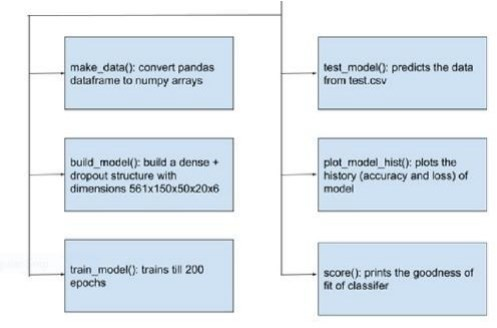 make_data(): convert pandas
dataframe to numpy arrays
build_model(): build a dense +
dropout structure with
dimensions 561x150x50x20x6
train_model(): trains till 200
epochs
test_model(): predicts the data
from test.csv
plot_model_hist(): plots the
history (accuracy and loss) of
model
score(): prints the goodness of
fit of classifer